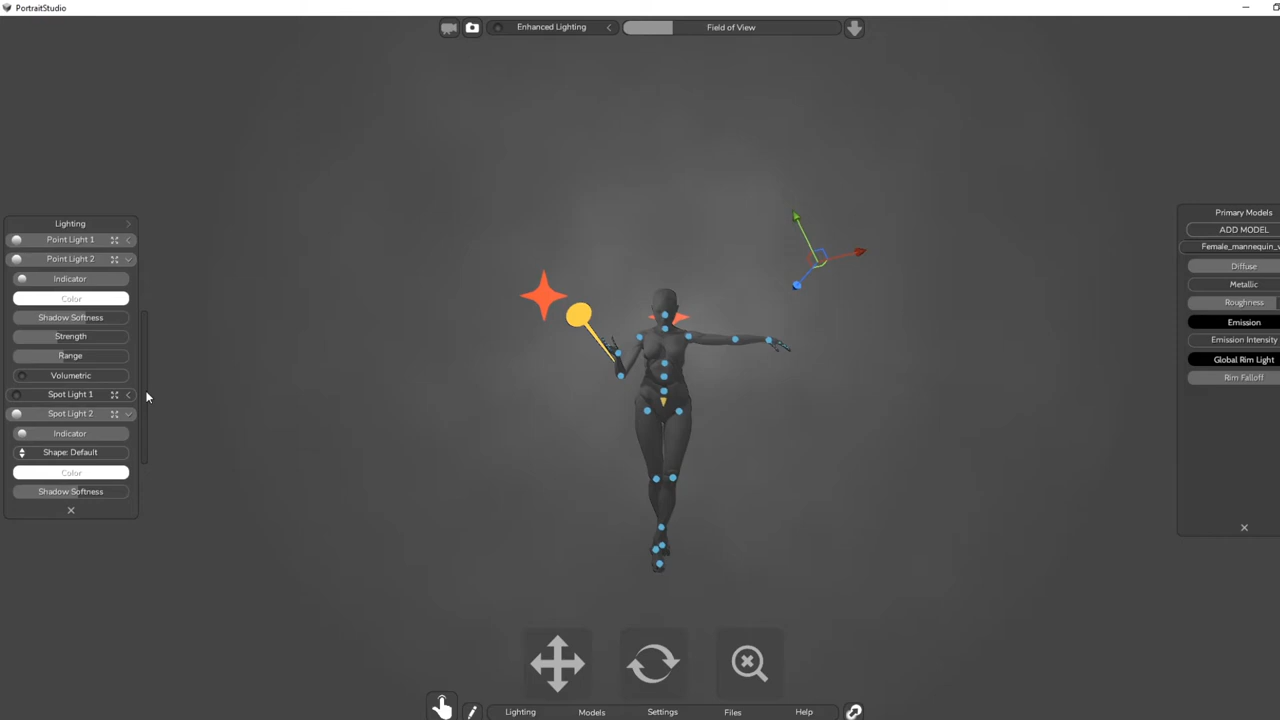 PortraitStudio
Enhanced Lighting
Field of View
Lighting
Point Light 1
Point Light 2
Indicator
Color
Shadow Softness
Strength
Range
Volumetric
Spot Light 1
Spot Light 2
Indicator
Shape: Default
Color
Shadow Softness
Primary Models
ADD MODEL
Diffuse
Metallic
Roughness
Emission
Emission Intensity
Global Rim Light
Rim Falloff
Lighting
Models
Settings
Files
Help